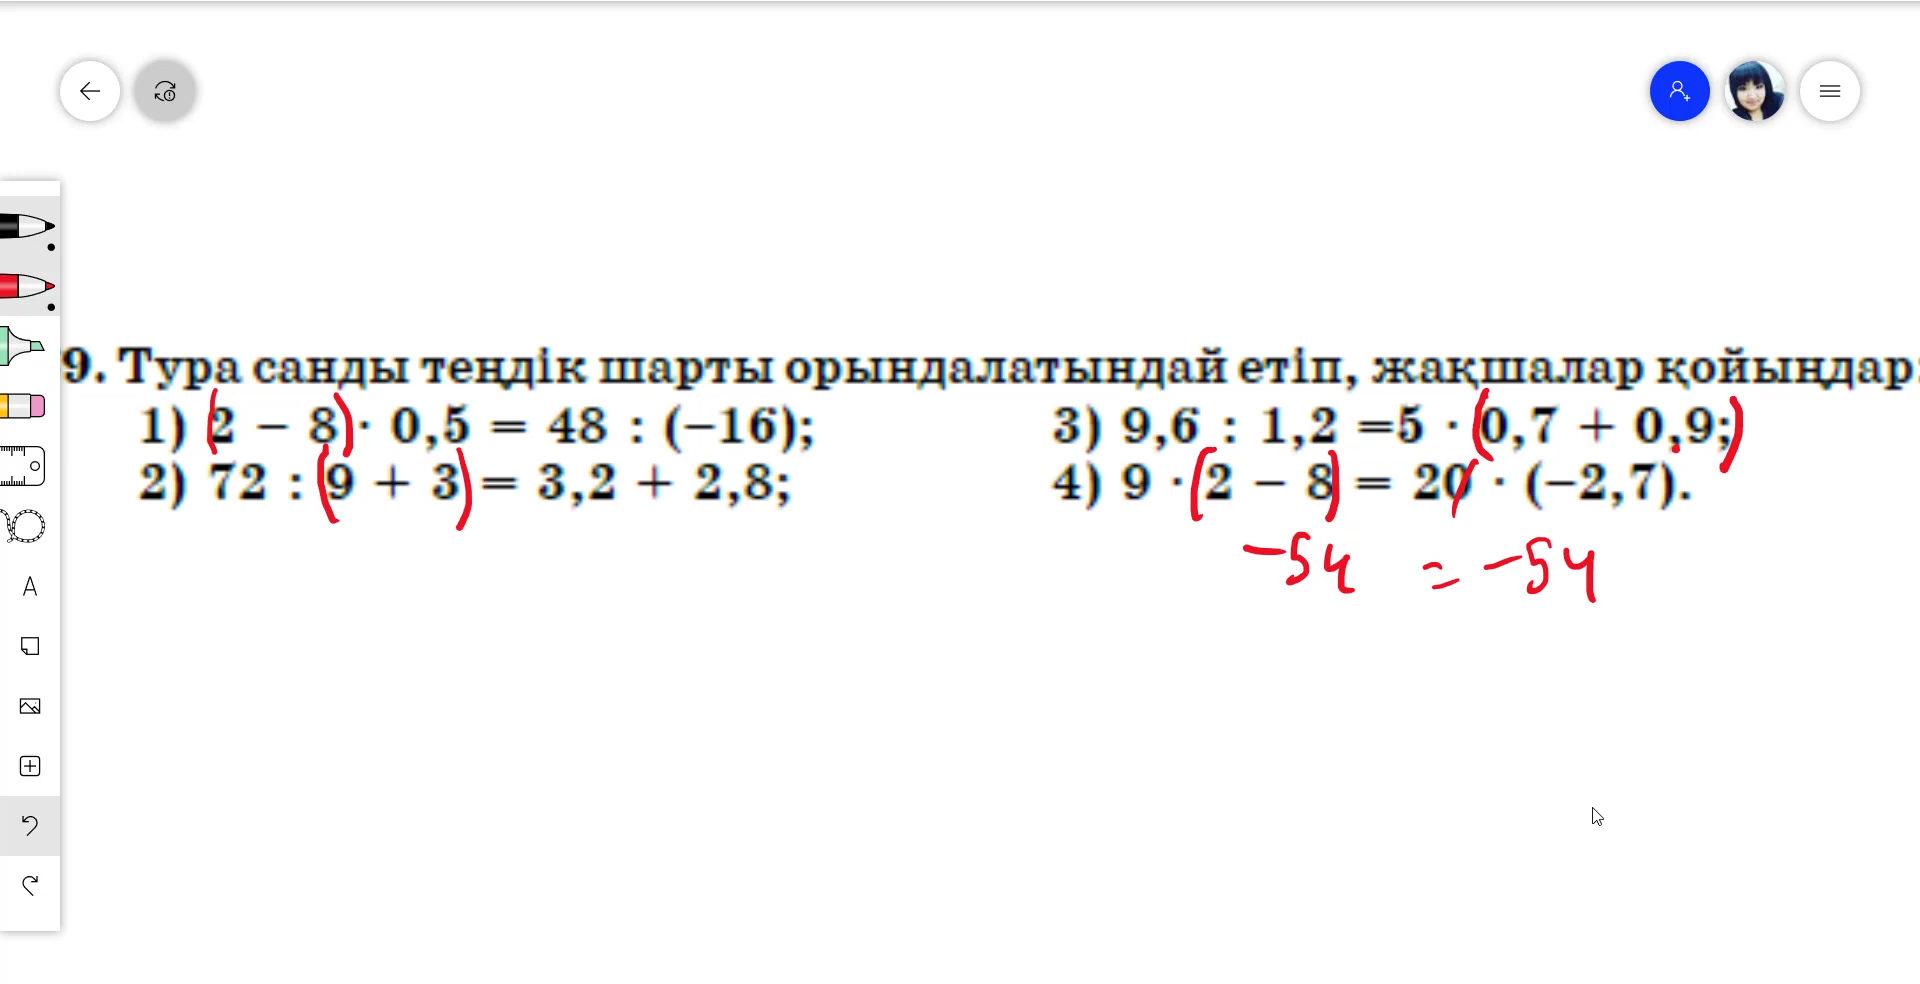 9. Тура санды теңдік шарты орындалатындай етіп, жақшалар қойыңдар:
1) (2 − 8) · 0,5 = 48 : (−16);
3) 9,6 : 1,2 =5 · (0,7 + 0,9;)
2) 72 : (9 + 3) = 3,2 + 2,8;
4) 9 · (2 − 8) = 20 · (−2,7).
−54 = −54
A